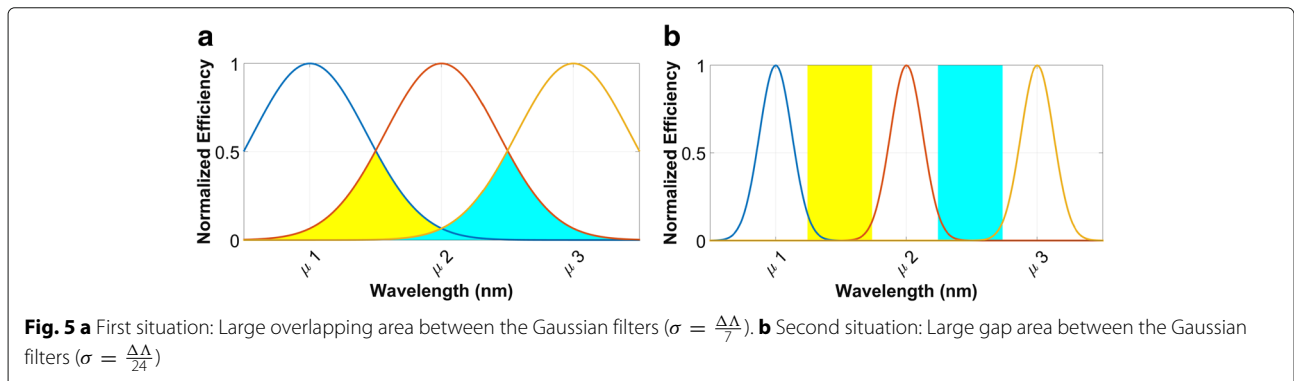 a
b
Normalized Efficiency
1
0.5
0
μ 1
μ 2
μ 3
Wavelength (nm)
Normalized Efficiency
1
0.5
0
μ 1
μ 2
μ 3
Wavelength (nm)
Fig. 5 a First situation: Large overlapping area between the Gaussian filters (σ = ΔΛ/7). b Second situation: Large gap area between the Gaussian
filters (σ = ΔΛ/24)